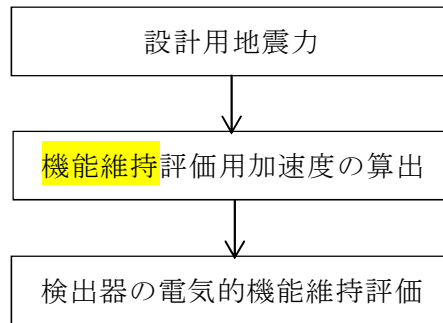 設計用地震力
機能維持評価用加速度の算出
検出器の電気的機能維持評価